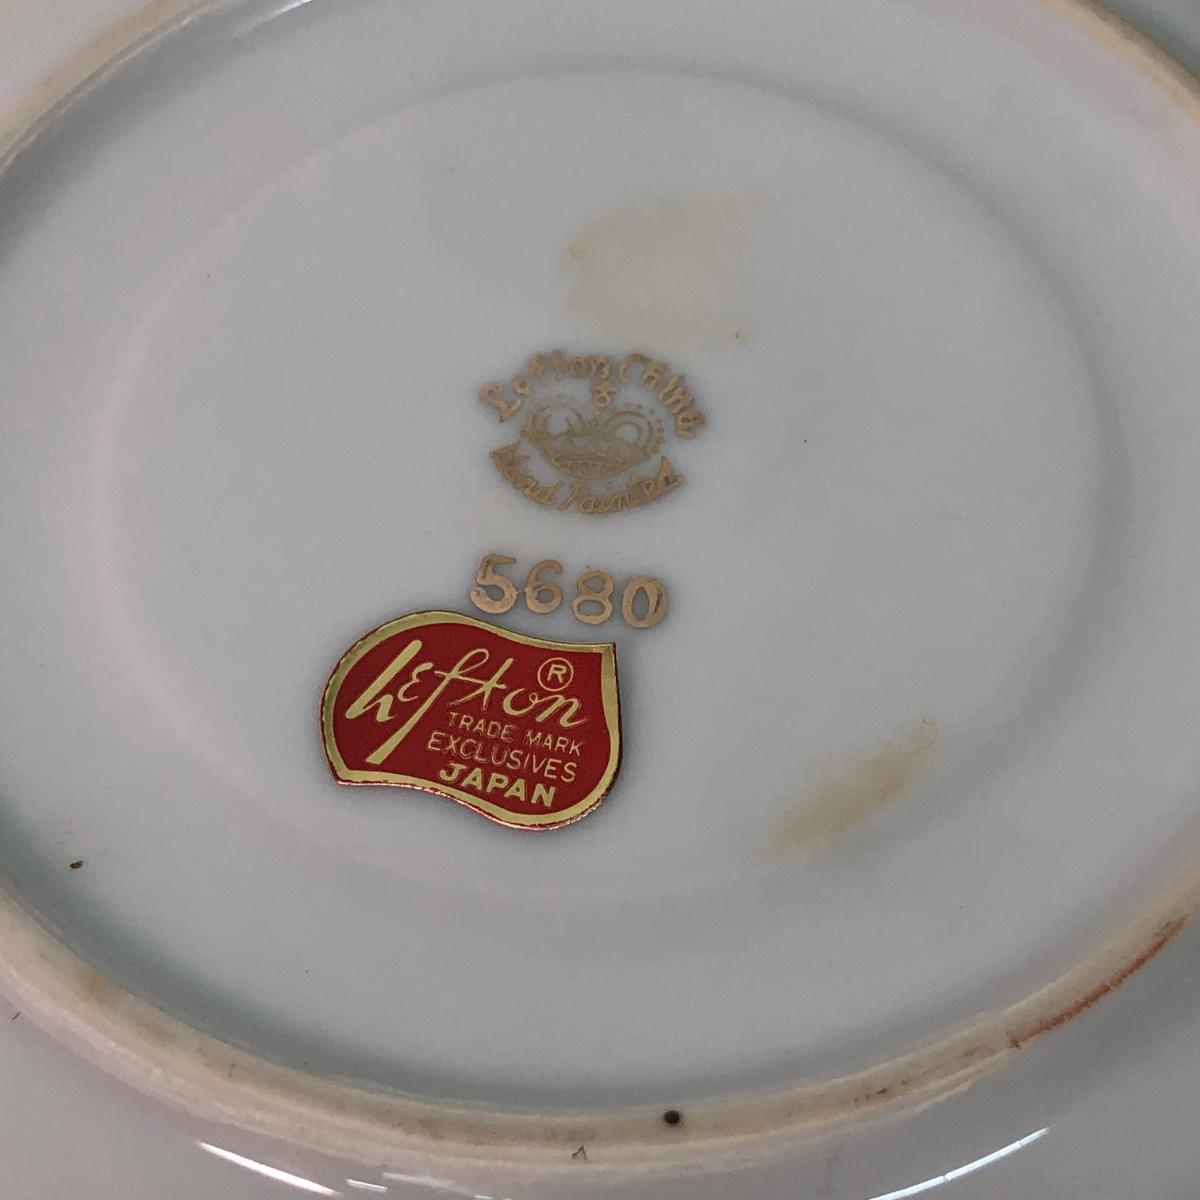 Lefton China
Hand Painted
5680
Lefton ®
TRADE MARK
EXCLUSIVES
JAPAN